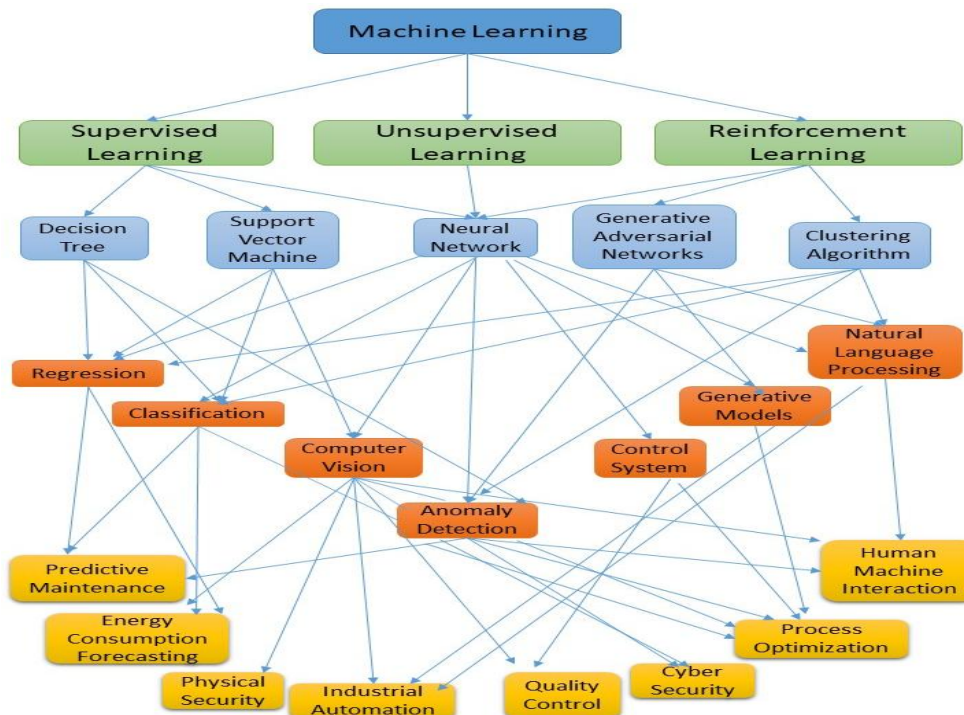 Machine Learning
Supervised
Learning
Unsupervised
Learning
Reinforcement
Learning
Decision
Tree
Support
Vector
Machine
Neural
Network
Generative
Adversarial
Networks
Clustering
Algorithm
Regression
Classification
Computer
Vision
Anomaly
Detection
Control
System
Generative
Models
Natural
Language
Processing
Predictive
Maintenance
Energy
Consumption
Forecasting
Physical
Security
Industrial
Automation
Quality
Control
Cyber
Security
Process
Optimization
Human
Machine
Interaction